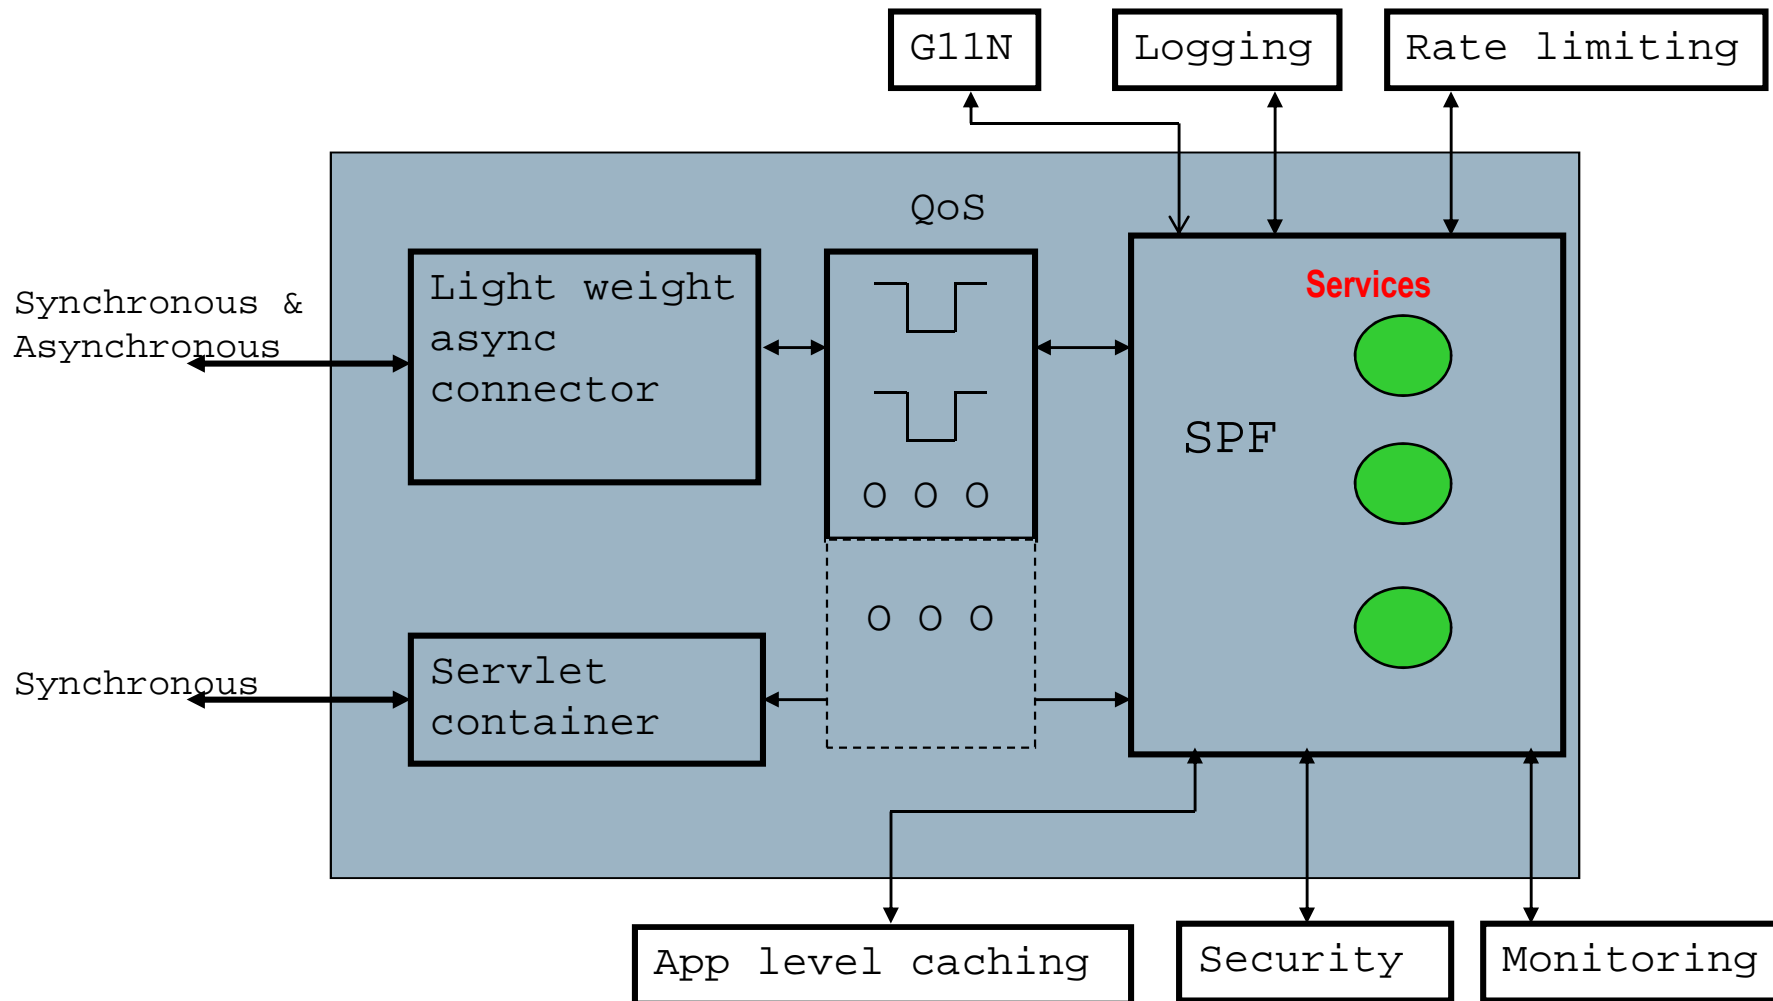 G11N
Logging
Rate limiting
QoS
Light weight
async
connector
Services
Synchronous &
Asynchronous
SPF
O O O
O O O
Servlet
container
Synchronous
App level caching
Security
Monitoring